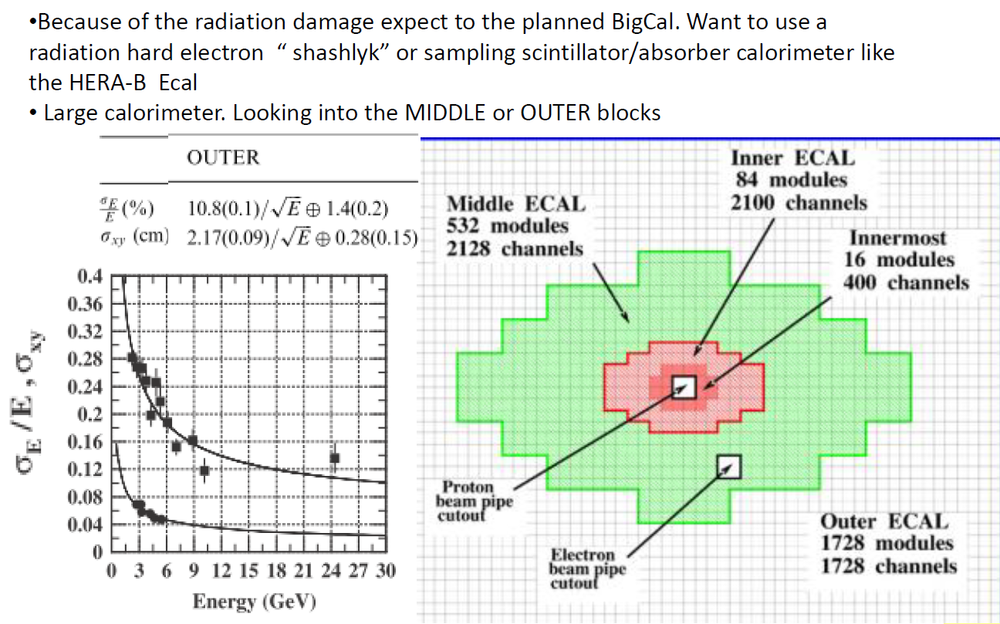 •Because of the radiation damage expect to the planned BigCal. Want to use a
radiation hard electron “ shashlyk” or sampling scintillator/absorber calorimeter like
the HERA-B Ecal
• Large calorimeter. Looking into the MIDDLE or OUTER blocks
OUTER
σE/E (%) 10.8(0.1)/√E ⊕ 1.4(0.2)
σxy (cm) 2.17(0.09)/√E ⊕ 0.28(0.15)
σE /E , σxy
0.4
0.36
0.32
0.28
0.24
0.2
0.16
0.12
0.08
0.04
0
0 3 6 9 12 15 18 21 24 27 30
Energy (GeV)
Middle ECAL
532 modules
2128 channels
Inner ECAL
84 modules
2100 channels
Innermost
16 modules
400 channels
Proton
beam pipe
cutout
Electron
beam pipe
cutout
Outer ECAL
1728 modules
1728 channels